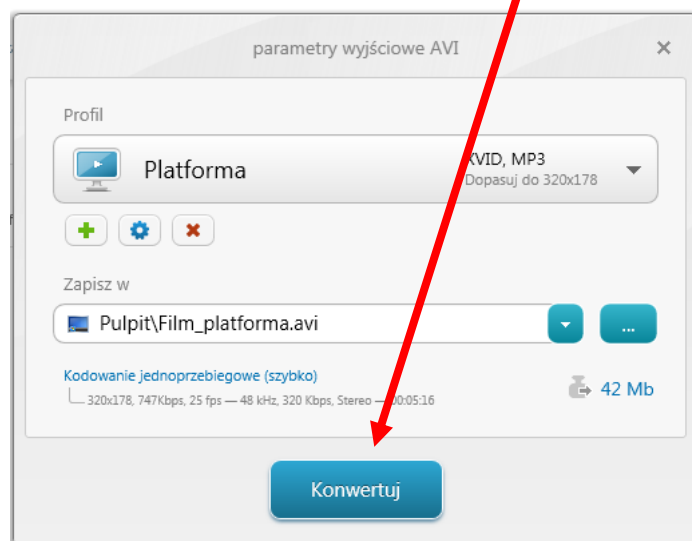 parametry wyjściowe AVI
Profil
Platforma
XVID, MP3
Dopasuj do 320x178
Zapisz w
Pulpit\Film_platforma.avi
...
Kodowanie jednoprzebiegowe (szybko)
320x178, 747Kbps, 25 fps — 48 kHz, 320 Kbps, Stereo — 00:05:16
42 Mb
Konwertuj